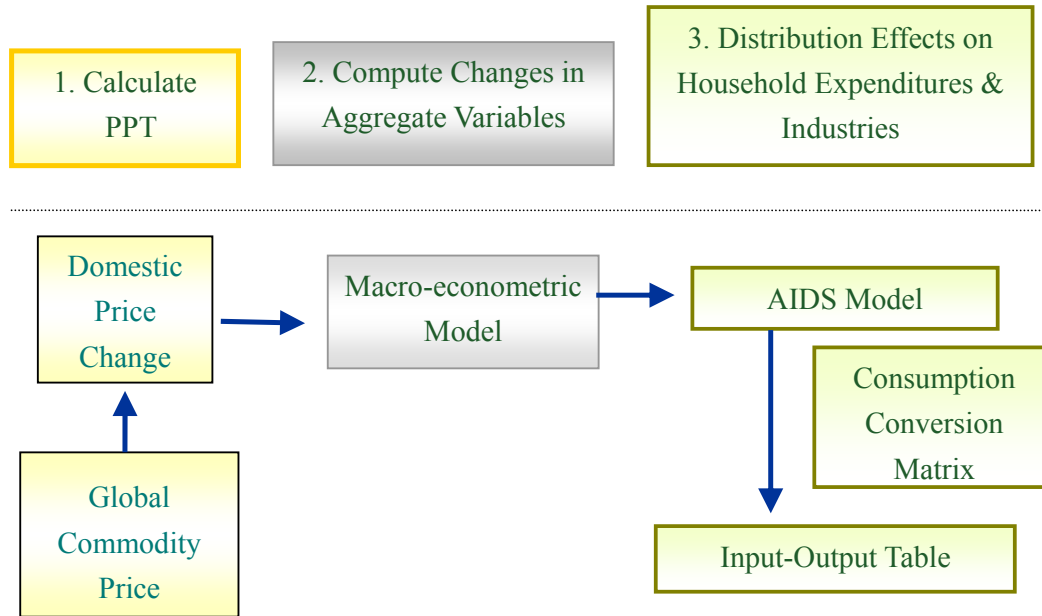 1. Calculate
PPT
2. Compute Changes in
Aggregate Variables
3. Distribution Effects on
Household Expenditures &
Industries
Domestic
Price
Change
Macro-econometric
Model
AIDS Model
Consumption
Conversion
Matrix
Global
Commodity
Price
Input-Output Table